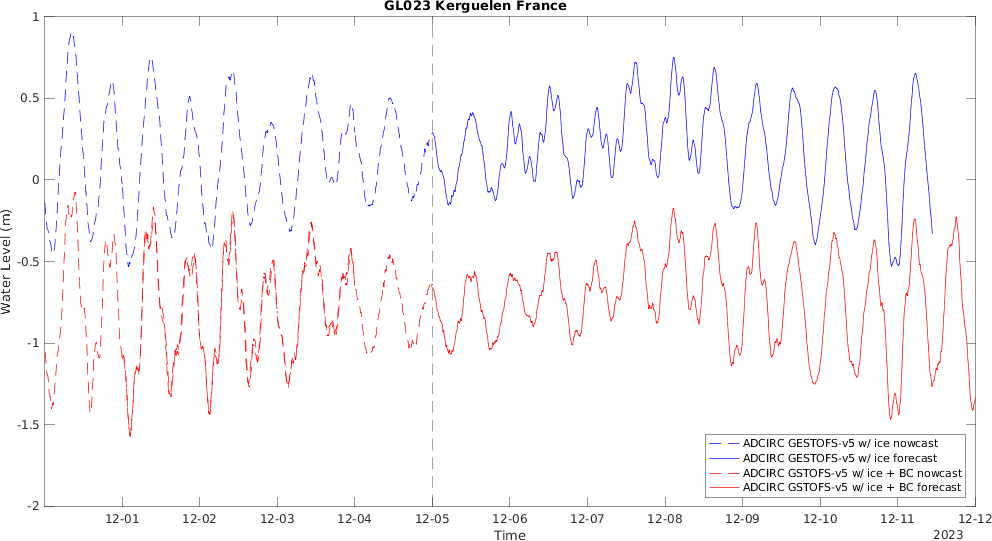 GL023 Kerguelen France
1
0.5
0
-0.5
-1
-1.5
-2
Water Level (m)
12-01 12-02 12-03 12-04 12-05 12-06 12-07 12-08 12-09 12-10 12-11 12-12
Time
2023
ADCIRC GESTOFS-v5 w/ ice nowcast
ADCIRC GESTOFS-v5 w/ ice forecast
ADCIRC GSTOFS-v5 w/ ice + BC nowcast
ADCIRC GSTOFS-v5 w/ ice + BC forecast